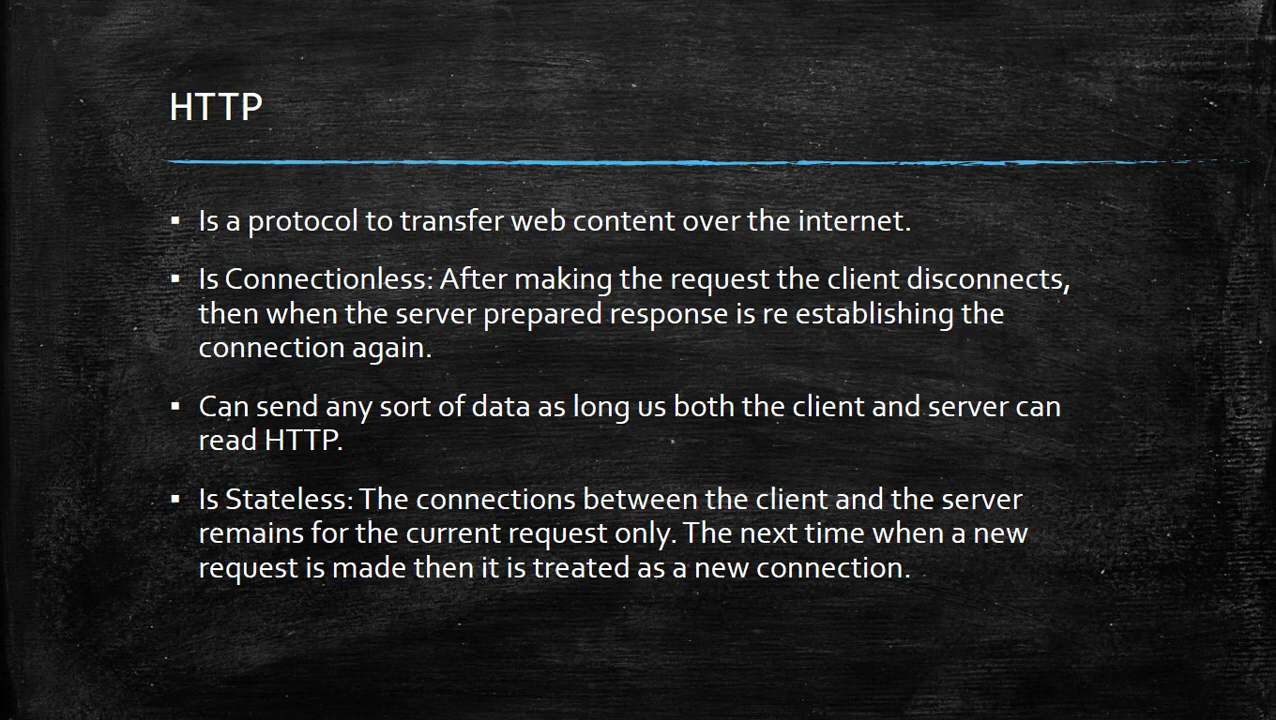 HTTP
▪ Is a protocol to transfer web content over the internet.
▪ Is Connectionless: After making the request the client disconnects,
then when the server prepared response is re establishing the
connection again.
▪ Can send any sort of data as long us both the client and server can
read HTTP.
▪ Is Stateless: The connections between the client and the server
remains for the current request only. The next time when a new
request is made then it is treated as a new connection.